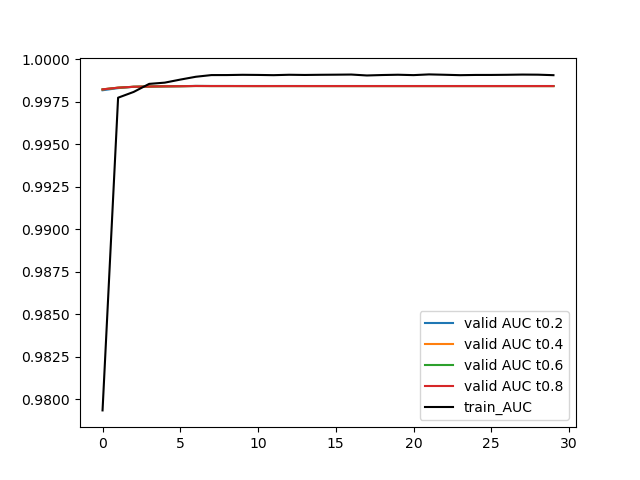 1.0000
0.9975
0.9950
0.9925
0.9900
0.9875
0.9850
0.9825
0.9800
0 5 10 15 20 25 30
valid AUC t0.2
valid AUC t0.4
valid AUC t0.6
valid AUC t0.8
train_AUC